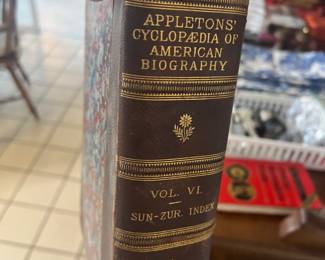 APPLETONS'
CYCLOPÆDIA OF
AMERICAN
BIOGRAPHY
VOL. VI.
SUN-ZUR. INDEX